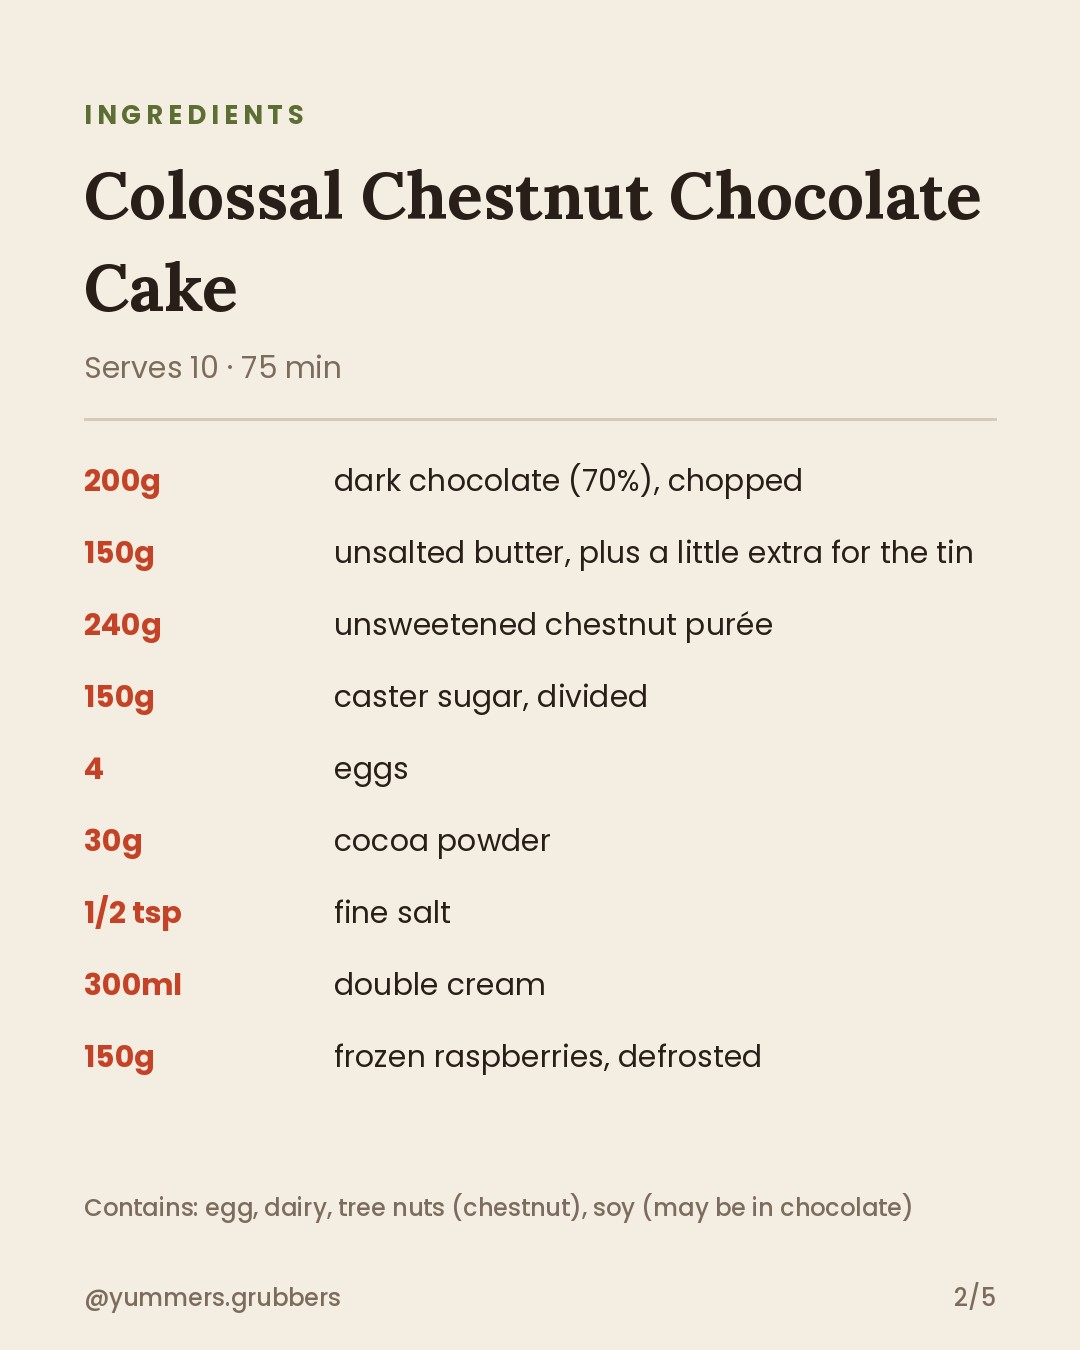 INGREDIENTS
Colossal Chestnut Chocolate
Cake
Serves 10 · 75 min
200g dark chocolate (70%), chopped
150g unsalted butter, plus a little extra for the tin
240g unsweetened chestnut purée
150g caster sugar, divided
4 eggs
30g cocoa powder
1/2 tsp fine salt
300ml double cream
150g frozen raspberries, defrosted
Contains: egg, dairy, tree nuts (chestnut), soy (may be in chocolate)
@yummers.grubbers 2/5